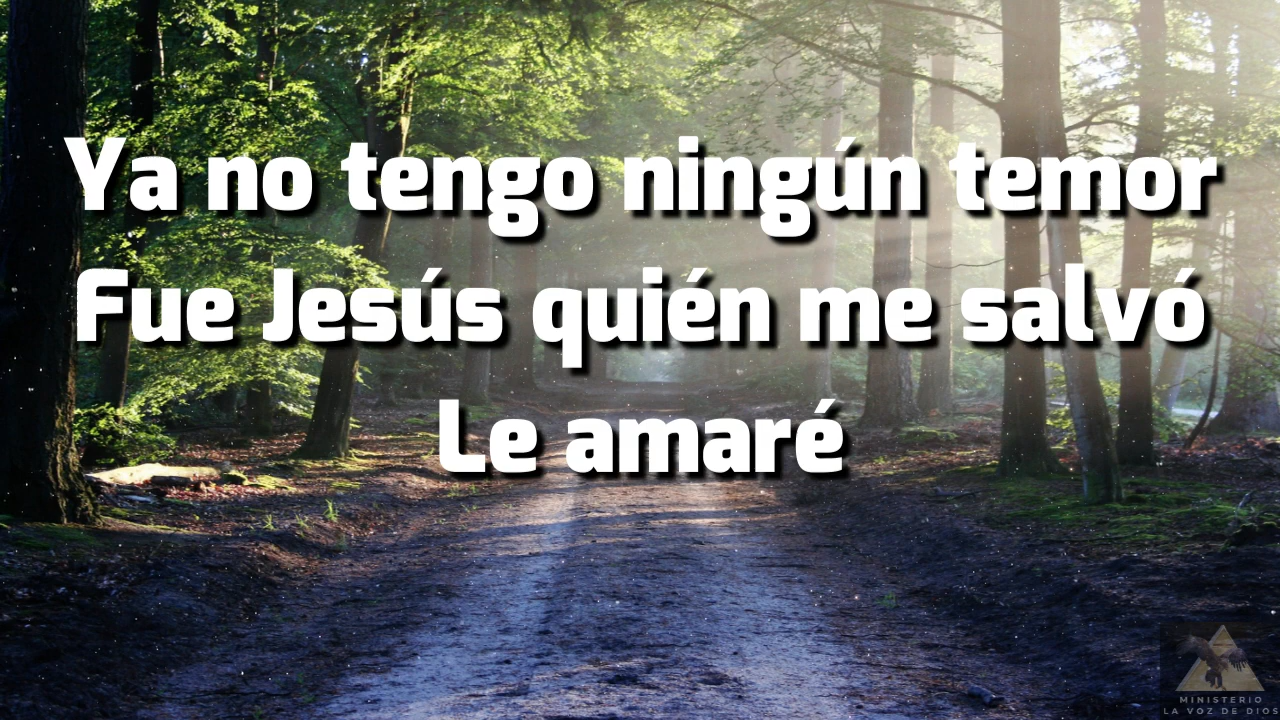 Ya no tengo ningún temor
Fue Jesús quién me salvó
Le amaré
MINISTERIO
LA VOZ DE DIOS